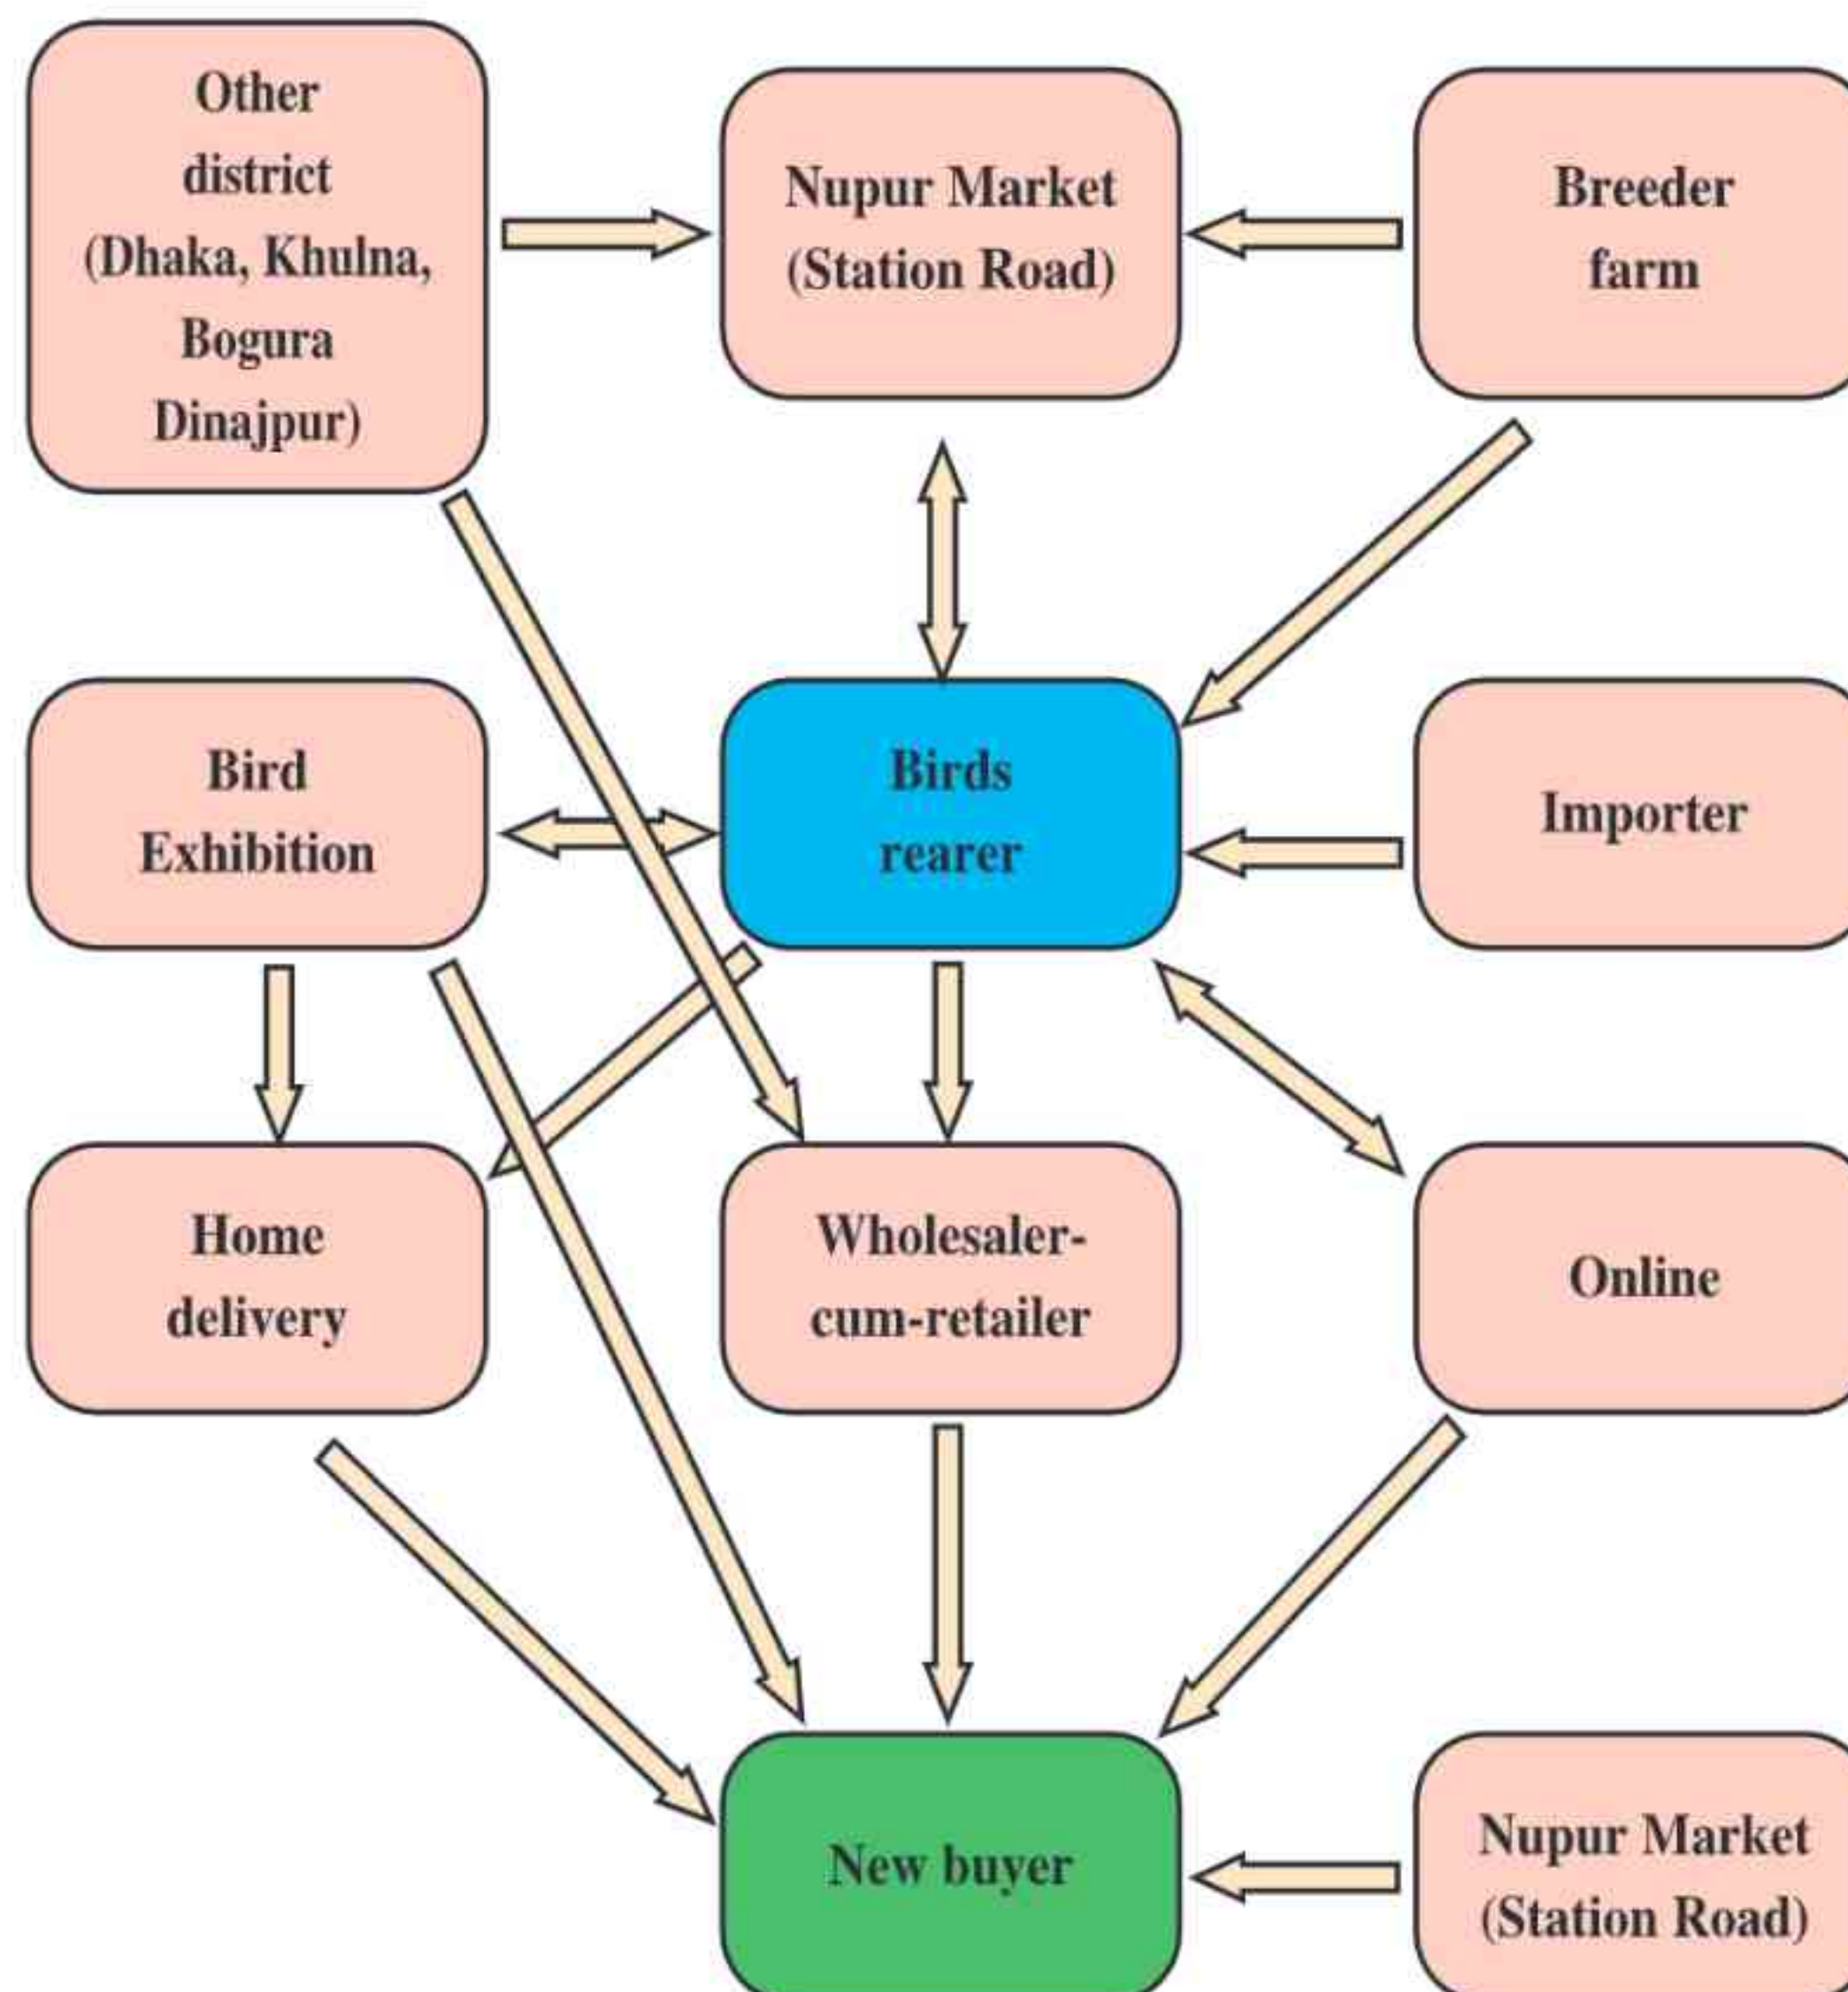 Other
district
(Dhaka, Khulna,
Bogura
Dinajpur)
Nupur Market
(Station Road)
Breeder
farm
Bird
Exhibition
Birds
rearer
Importer
Home
delivery
Wholesaler-
cum-retailer
Online
New buyer
Nupur Market
(Station Road)